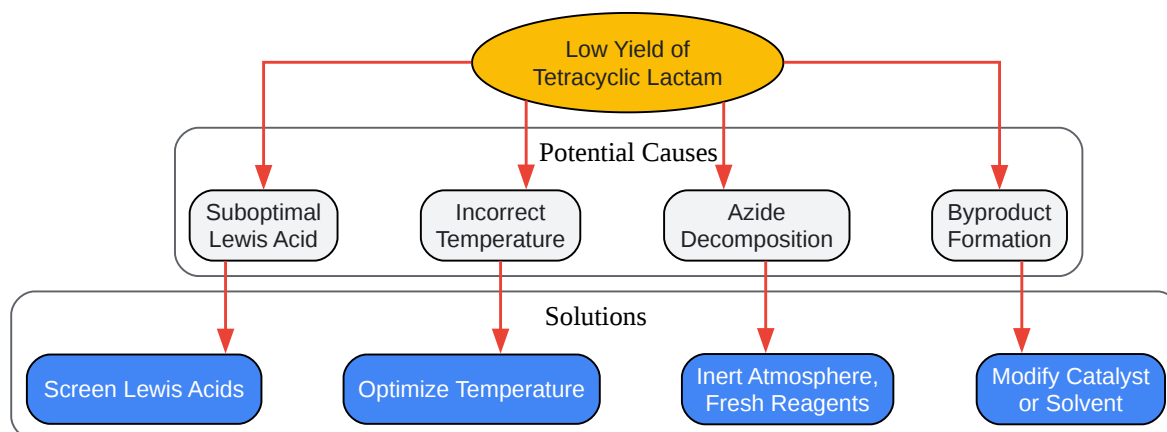 Low Yield of
Tetracyclic Lactam
Potential Causes
Suboptimal
Lewis Acid
Incorrect
Temperature
Azide
Decomposition
Byproduct
Formation
Solutions
Screen Lewis Acids
Optimize Temperature
Inert Atmosphere,
Fresh Reagents
Modify Catalyst
or Solvent